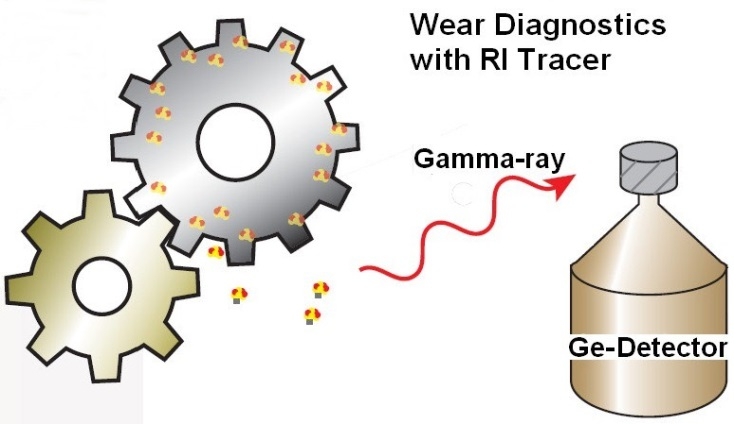 Wear Diagnostics
with RI Tracer
Gamma-ray
Ge-Detector